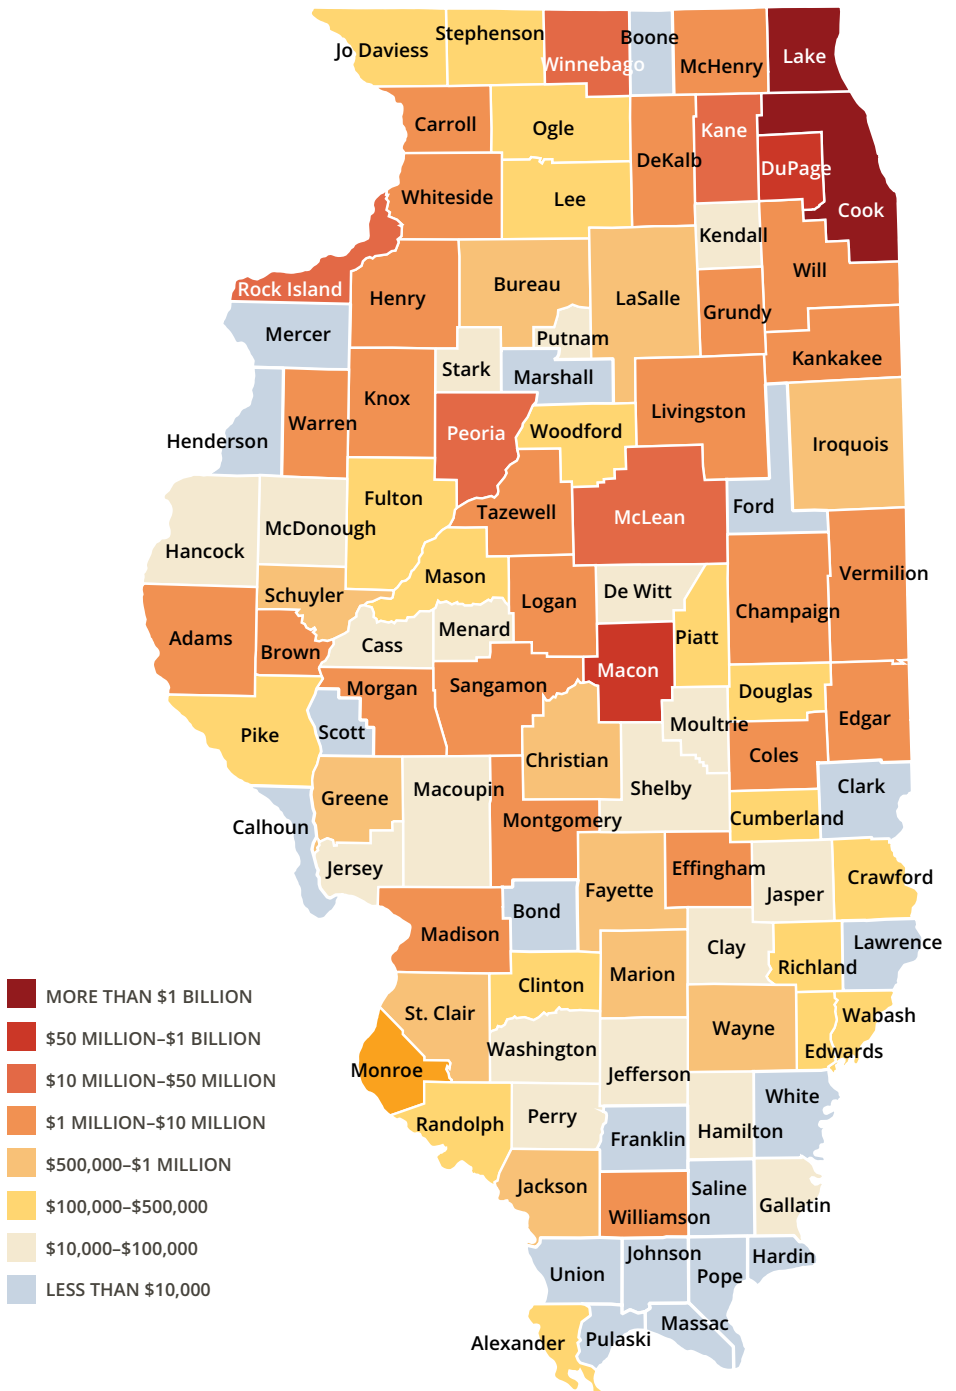 Stephenson
Boone
Jo Daviess
Winnebago
McHenry
Lake
Carroll
Ogle
Kane
DeKalb
DuPage
Whiteside
Lee
Cook
Kendall
Will
Rock Island
Henry
Bureau
LaSalle
Grundy
Mercer
Putnam
Kankakee
Stark
Marshall
Knox
Livingston
Warren
Henderson
Peoria
Woodford
Iroquois
Fulton
Ford
Tazewell
McLean
McDonough
Hancock
Vermilion
Mason
De Witt
Schuyler
Logan
Champaign
Adams
Menard
Piatt
Cass
Brown
Macon
Morgan
Sangamon
Douglas
Edgar
Moultrie
Scott
Pike
Coles
Christian
Clark
Shelby
Macoupin
Greene
Cumberland
Montgomery
Calhoun
Jersey
Effingham
Crawford
Fayette
Jasper
Bond
Madison
Lawrence
Clay
Richland
Marion
Clinton
MORE THAN $1 BILLION
St. Clair
Wabash
Wayne
$50 MILLION–$1 BILLION
Washington
Edwards
Monroe
Jefferson
$10 MILLION–$50 MILLION
White
Perry
Randolph
$1 MILLION–$10 MILLION
Hamilton
Franklin
$500,000–$1 MILLION
Jackson
Saline
Gallatin
$100,000–$500,000
Williamson
$10,000–$100,000
Johnson
Hardin
Union
Pope
LESS THAN $10,000
Massac
Alexander
Pulaski